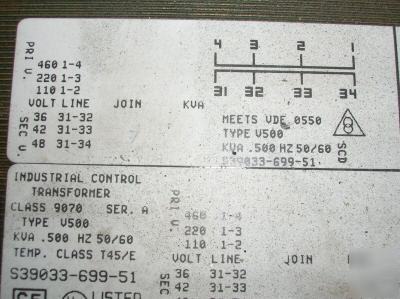 PRI V.
460 1-4
220 1-3
110 1-2
VOLT LINE JOIN KVA
SEC V.
36 31-32
42 31-33
48 31-34
4 3 2 1
31 32 33 34
MEETS VDE 0550
TYPE V500
KVA .500 HZ 50/60
S39033-699-51
SCD
INDUSTRIAL CONTROL
TRANSFORMER
CLASS 9070 SER. A
TYPE V500
KVA .500 HZ 50/60
TEMP. CLASS T45/E
S39033-699-51
LISTED
PRI V.
460 1-4
220 1-3
110 1-2
VOLT LINE JOIN
SEC
36 31-32
42 31-33
48 31-34